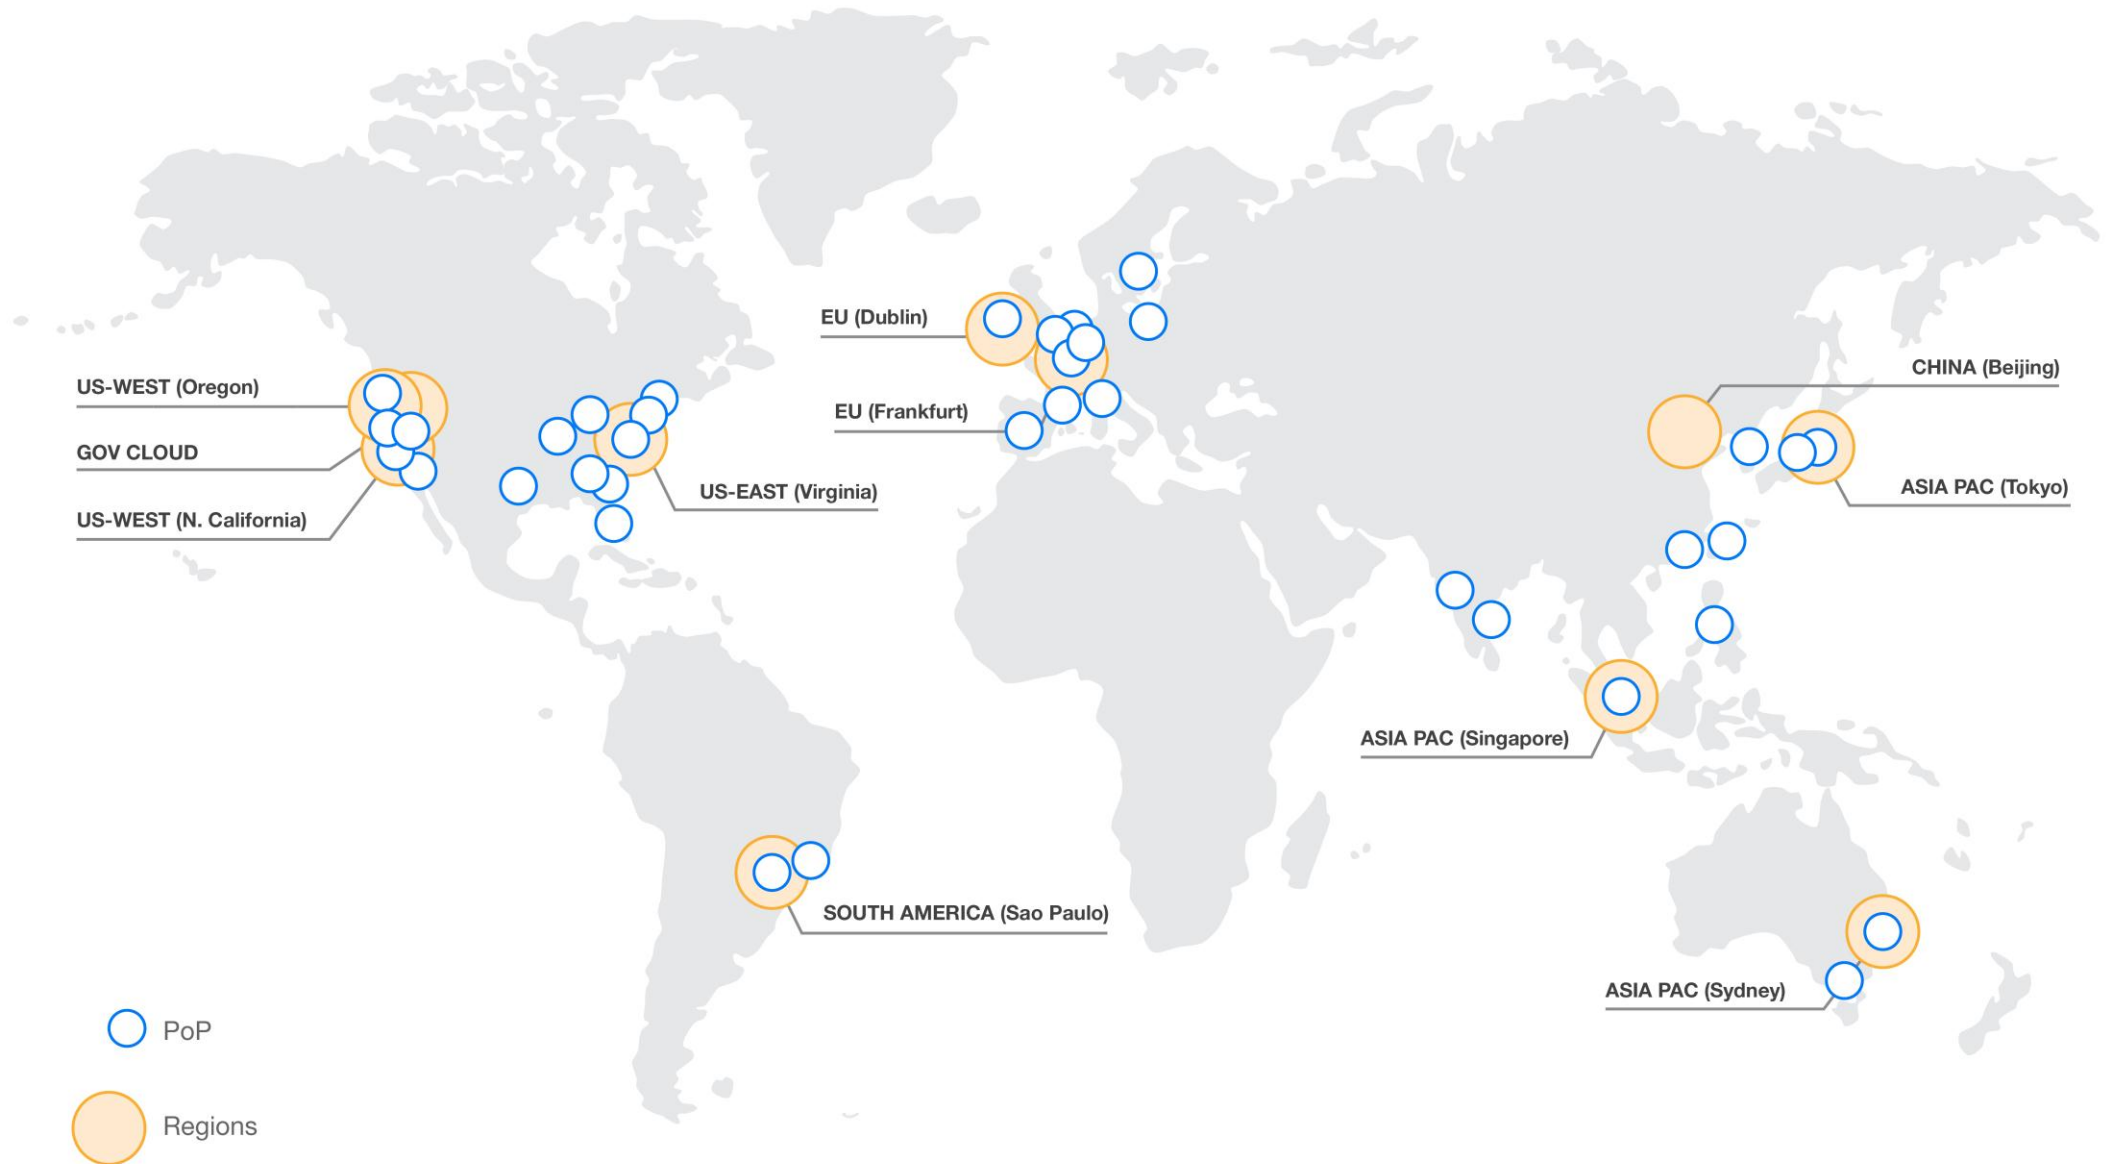 EU (Dublin)
CHINA (Beijing)
US-WEST (Oregon)
EU (Frankfurt)
GOV CLOUD
ASIA PAC (Tokyo)
US-EAST (Virginia)
US-WEST (N. California)
ASIA PAC (Singapore)
SOUTH AMERICA (Sao Paulo)
ASIA PAC (Sydney)
PoP
Regions